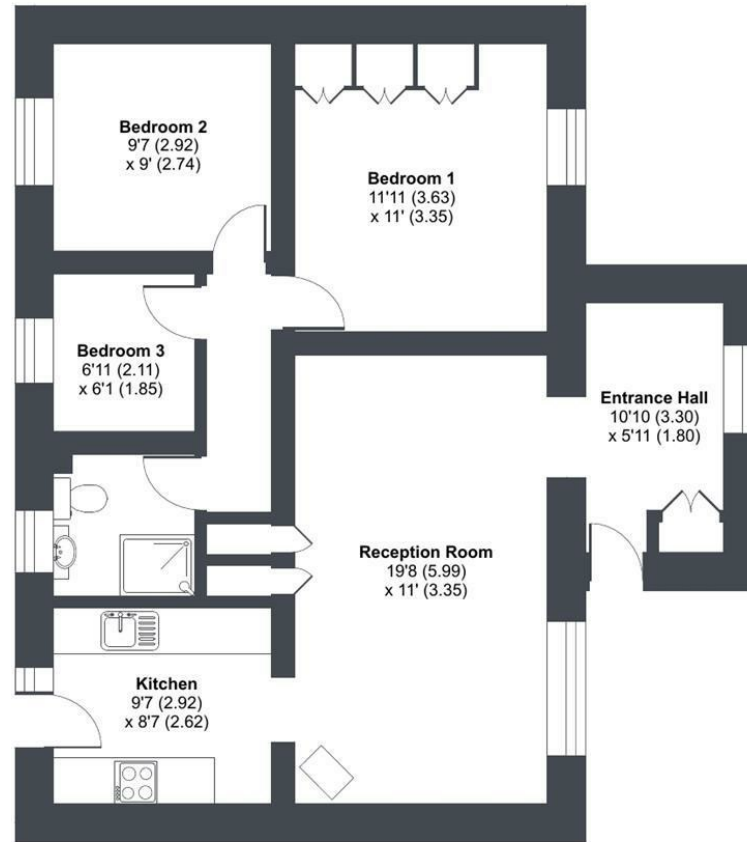 Bedroom 2
9'7 (2.92)
x 9' (2.74)
Bedroom 1
11'11 (3.63)
x 11' (3.35)
Bedroom 3
6'11 (2.11)
x 6'1 (1.85)
Entrance Hall
10'10 (3.30)
x 5'11 (1.80)
Reception Room
19'8 (5.99)
x 11' (3.35)
Kitchen
9'7 (2.92)
x 8'7 (2.62)